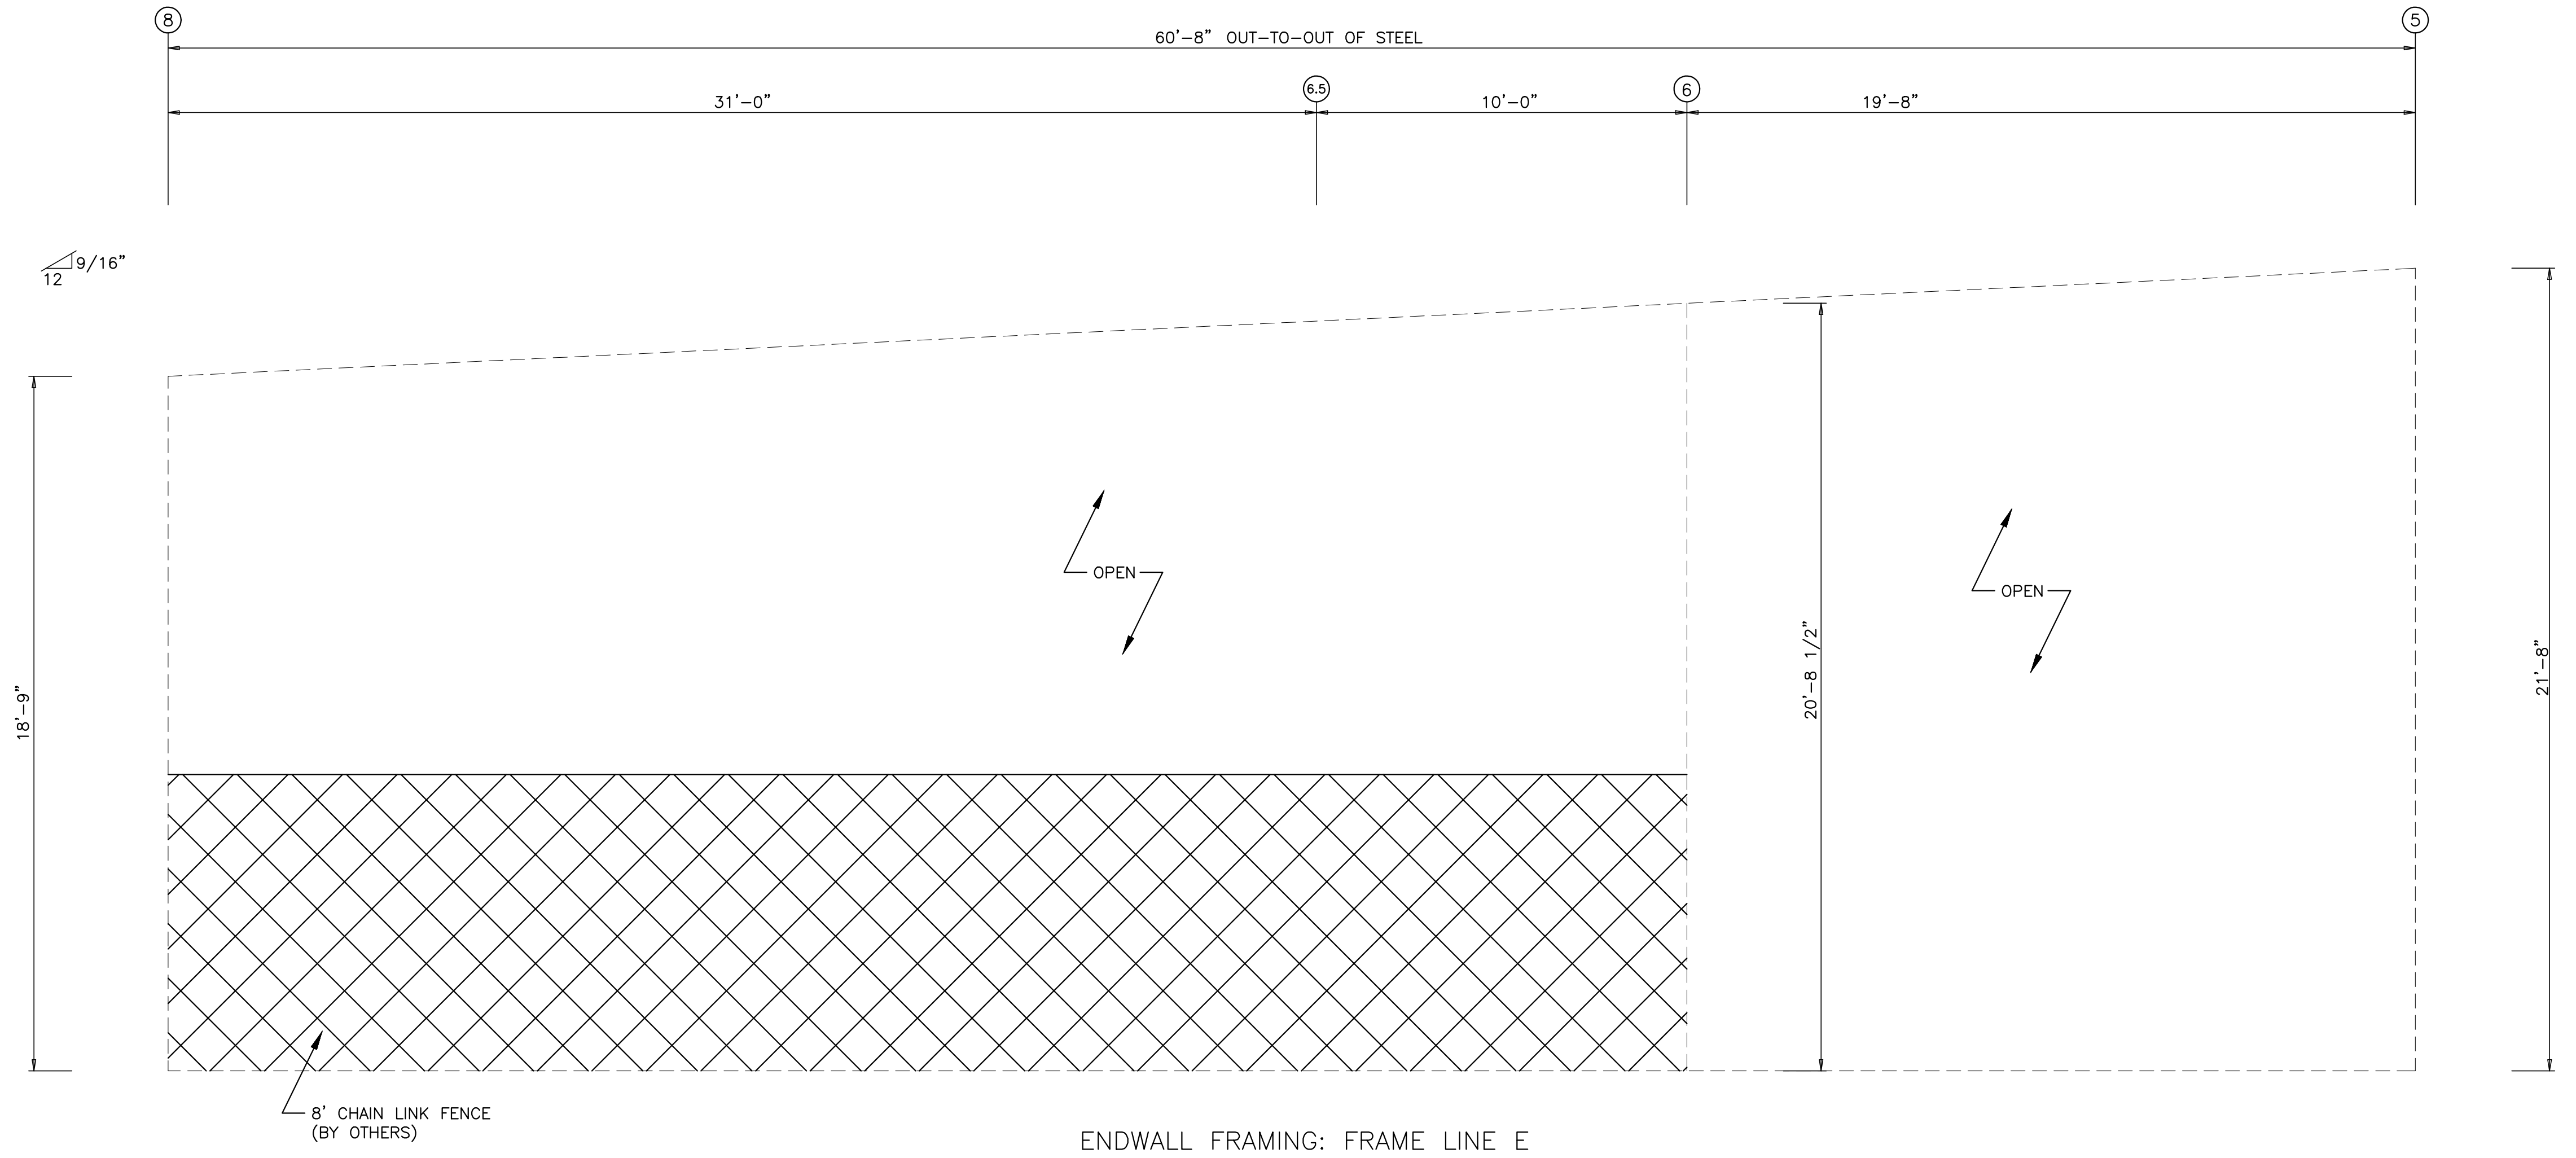 8
5
60'-8" OUT-TO-OUT OF STEEL
6.5
6
31'-0"
10'-0"
19'-8"
9/16"
12
OPEN
OPEN
18'-9"
20'-8 1/2"
21'-8"
8' CHAIN LINK FENCE
(BY OTHERS)
ENDWALL FRAMING: FRAME LINE E